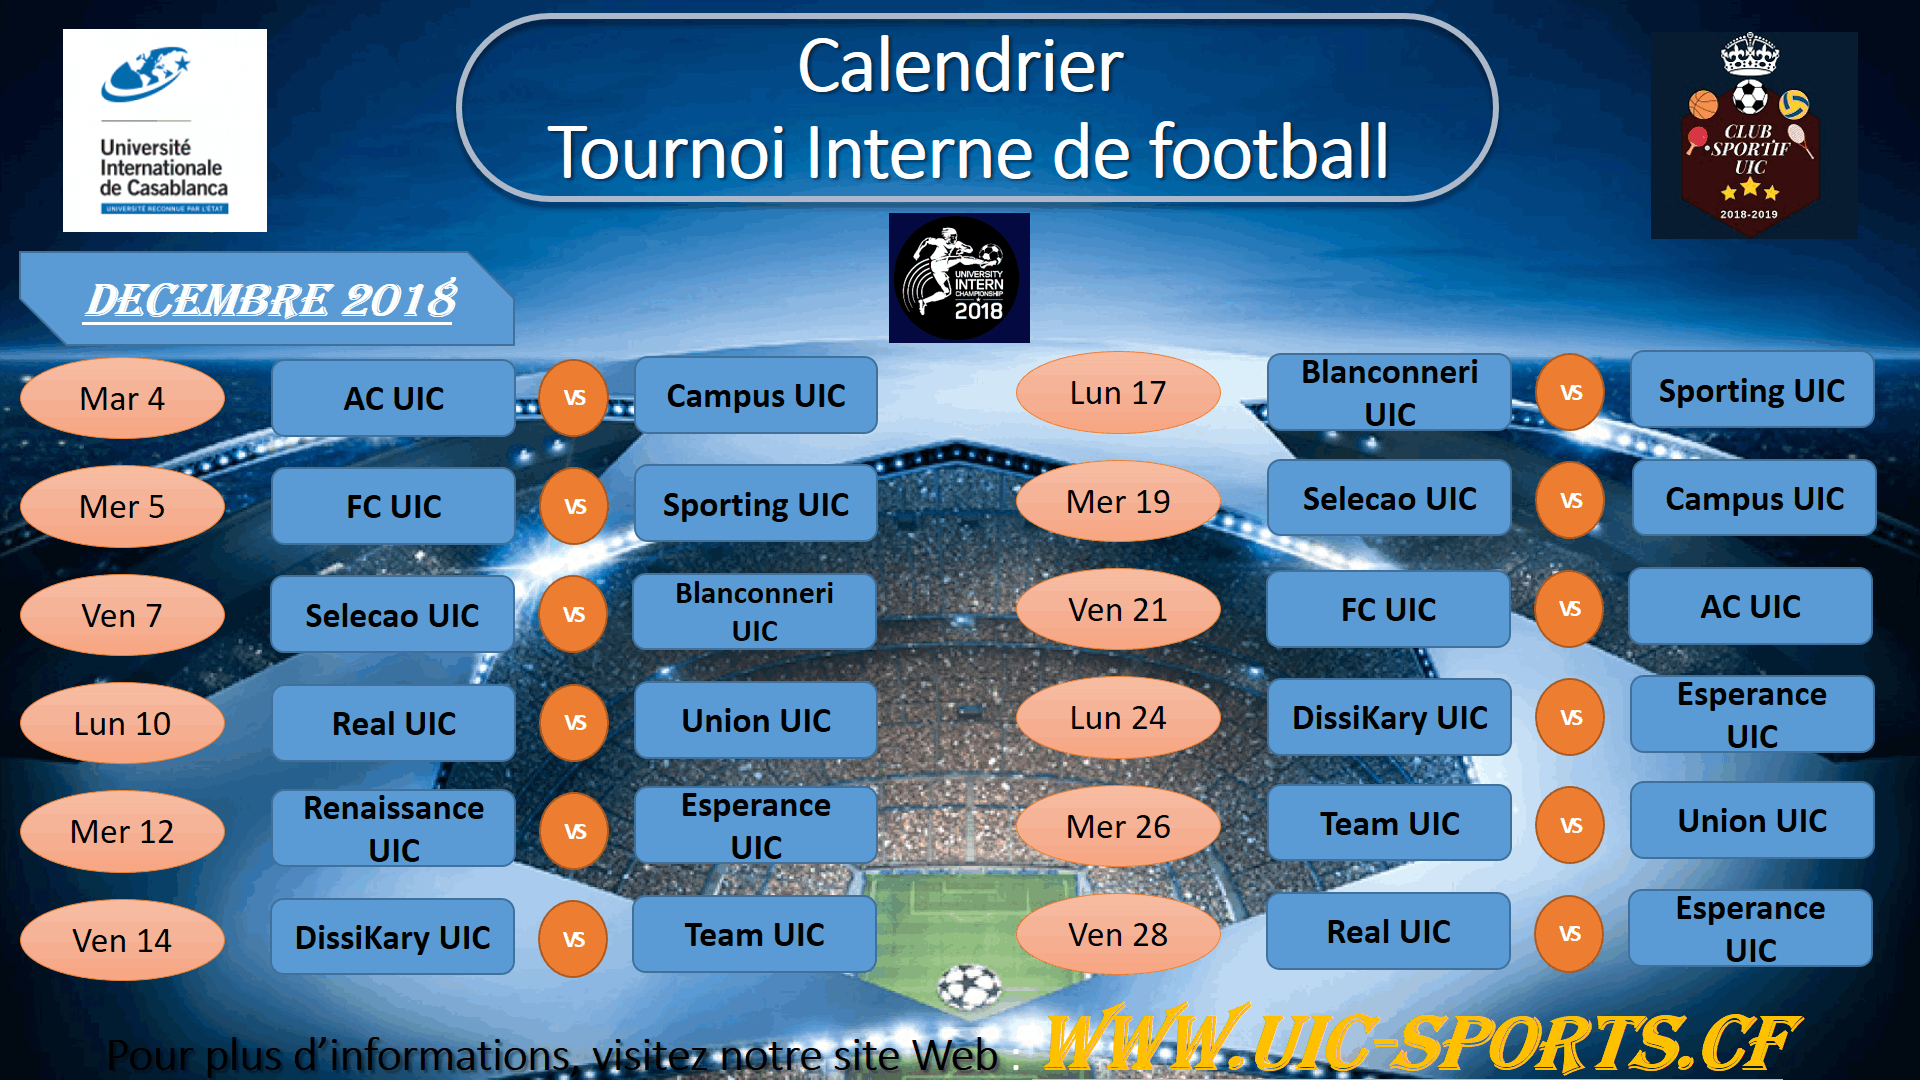 Calendrier
Tournoi Interne de football
Université
Internationale
de Casablanca
UNIVERSITÉ RECONNUE PAR L'ÉTAT
CLUB
SPORTIF
UIC
2018-2019
UNIVERSITY
INTERN
CHAMPIONSHIP
2018
DECEMBRE 2018
Mar 4
AC UIC
VS
Campus UIC
Mer 5
FC UIC
VS
Sporting UIC
Ven 7
Selecao UIC
VS
Blanconneri
UIC
Lun 10
Real UIC
VS
Union UIC
Mer 12
Renaissance
UIC
VS
Esperance
UIC
Ven 14
DissiKary UIC
VS
Team UIC
Lun 17
Blanconneri
UIC
VS
Sporting UIC
Mer 19
Selecao UIC
VS
Campus UIC
Ven 21
FC UIC
VS
AC UIC
Lun 24
DissiKary UIC
VS
Esperance
UIC
Mer 26
Team UIC
VS
Union UIC
Ven 28
Real UIC
VS
Esperance
UIC
Pour plus d’informations, visitez notre site Web : WWW.UIC-SPORTS.CF